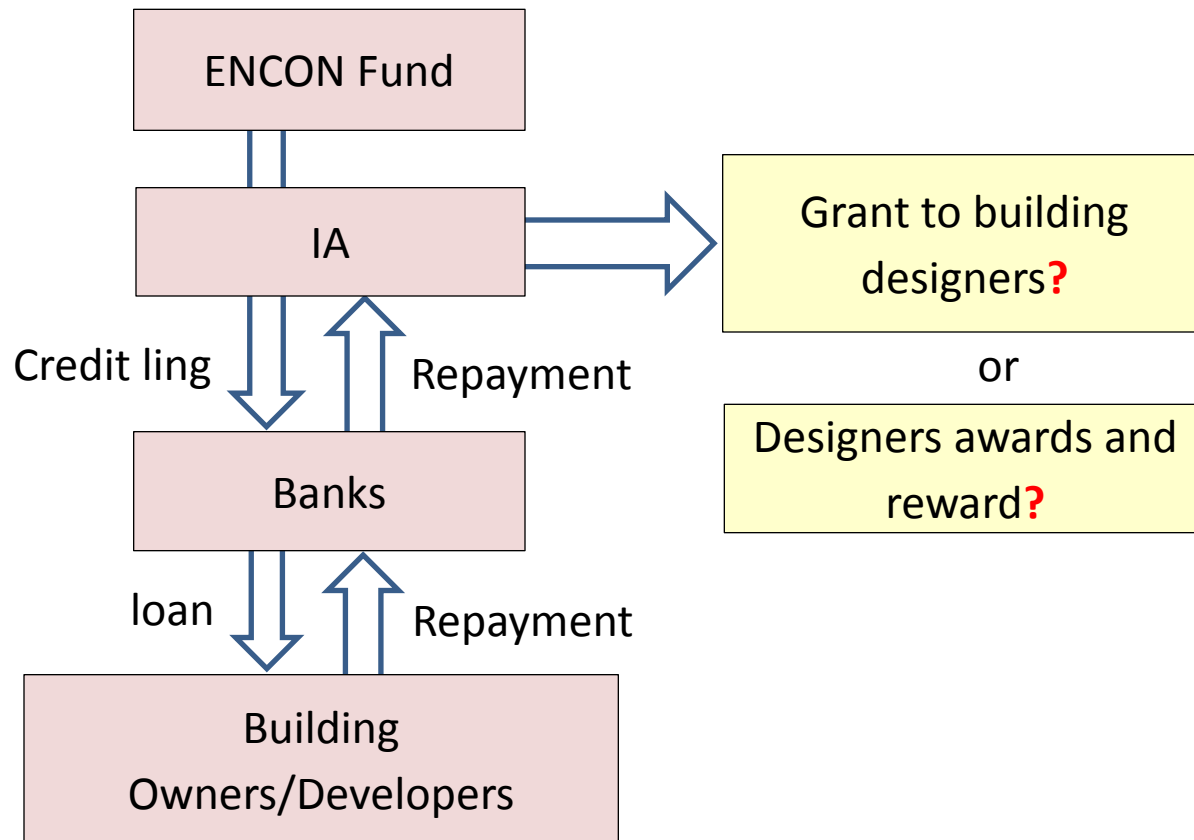 ENCON Fund
IA
Grant to building
designers?
Credit ling
Repayment
or
Designers awards and
reward?
Banks
loan
Repayment
Building
Owners/Developers